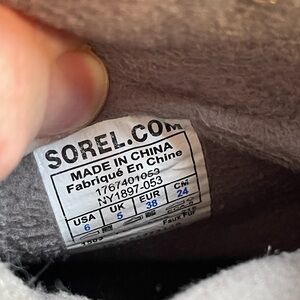 SOREL.COM
MADE IN CHINA
Fabriqué En Chine
1767401053
NY1897-053
USA UK EUR CM
6 5 38 24
Faux Fur